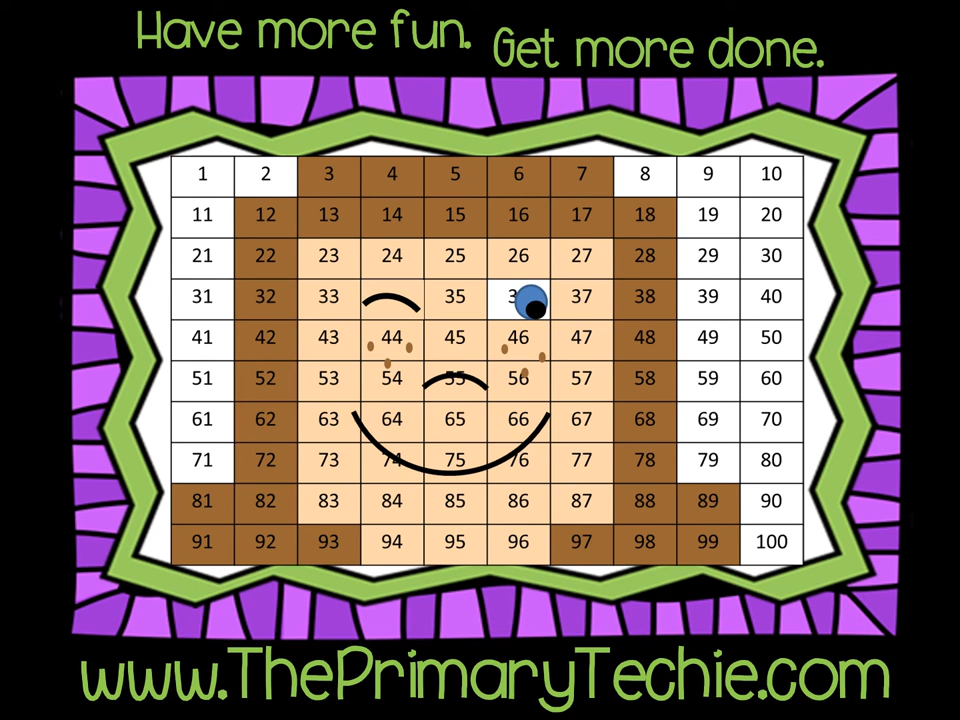 Have more fun. Get more done.
1 2 3 4 5 6 7 8 9 10
11 12 13 14 15 16 17 18 19 20
21 22 23 24 25 26 27 28 29 30
31 32 33 35 37 38 39 40
41 42 43 44 45 46 47 48 49 50
51 52 53 54 55 56 57 58 59 60
61 62 63 64 65 66 67 68 69 70
71 72 73 74 75 76 77 78 79 80
81 82 83 84 85 86 87 88 89 90
91 92 93 94 95 96 97 98 99 100
www.ThePrimaryTechie.com